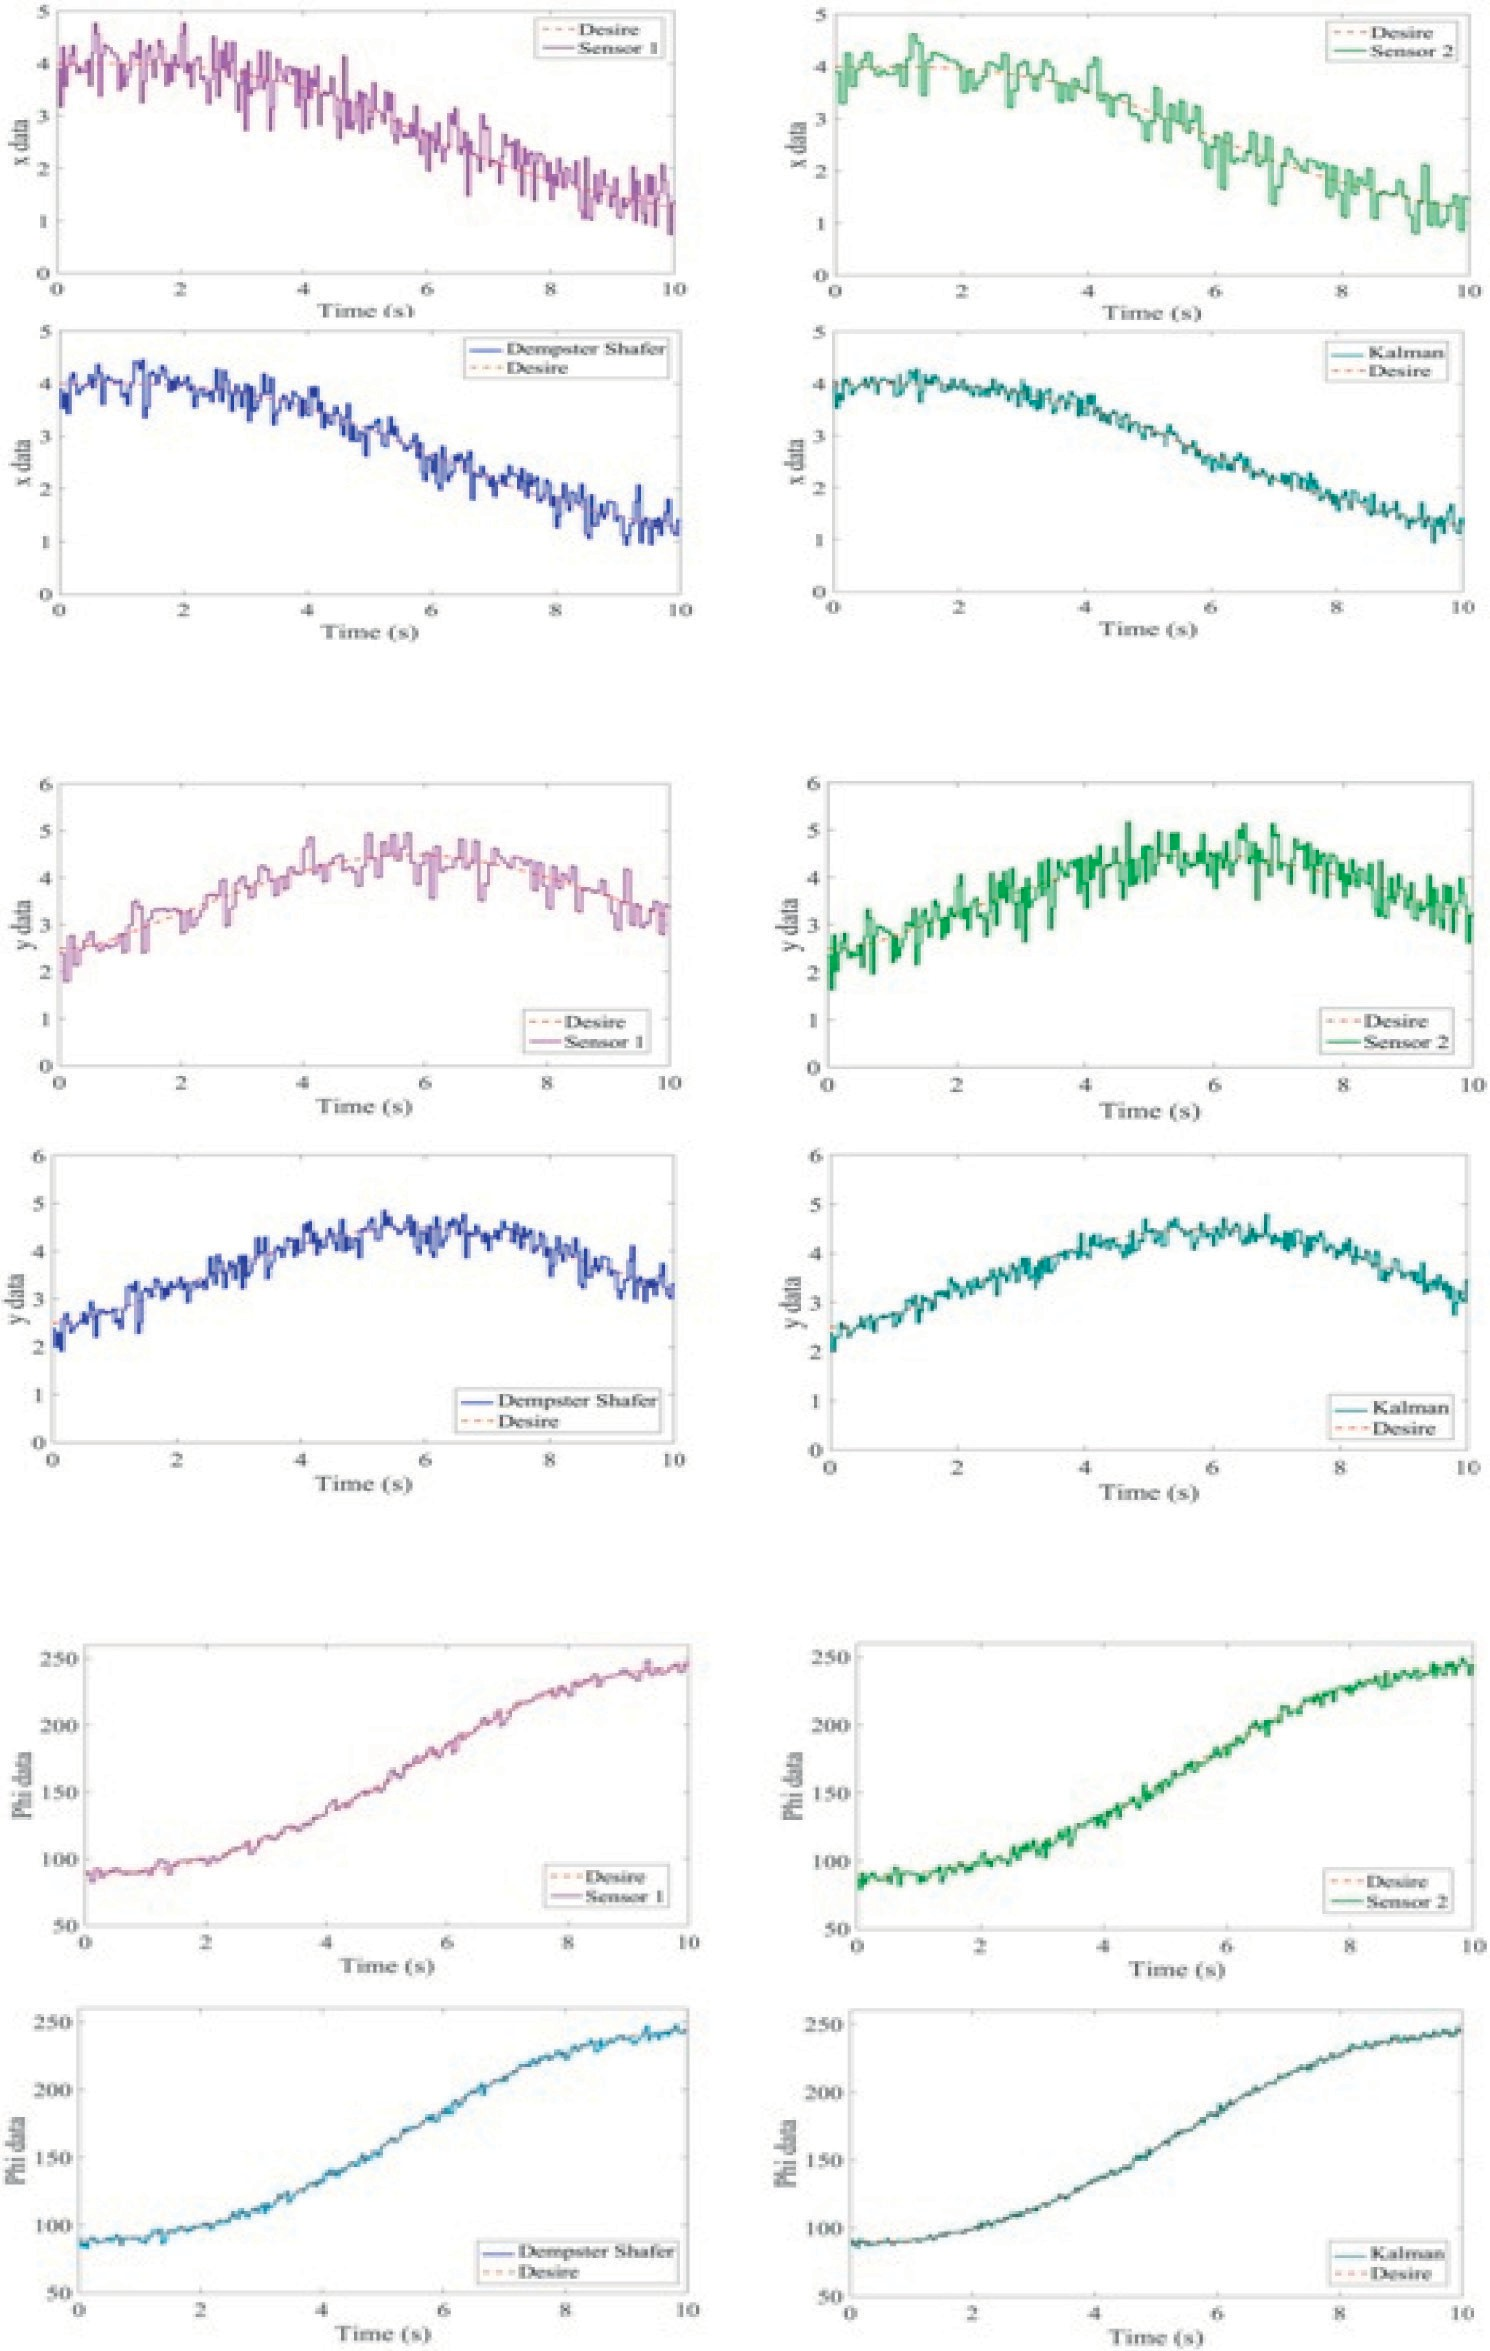 5
4
3
2
1
0
x data
Desire
Sensor 1
0 2 4 6 8 10
Time (s)
5
4
3
2
1
0
x data
Desire
Sensor 2
0 2 4 6 8 10
Time (s)
5
4
3
2
1
0
x data
Dempster Shafer
Desire
0 2 4 6 8 10
Time (s)
5
4
3
2
1
0
x data
Kalman
Desire
0 2 4 6 8 10
Time (s)
6
5
4
3
2
1
0
y data
Desire
Sensor 1
0 2 4 6 8 10
Time (s)
6
5
4
3
2
1
0
y data
Desire
Sensor 2
0 2 4 6 8 10
Time (s)
6
5
4
3
2
1
0
y data
Dempster Shafer
Desire
0 2 4 6 8 10
Time (s)
6
5
4
3
2
1
0
y data
Kalman
Desire
0 2 4 6 8 10
Time (s)
250
200
150
100
50
Phi data
Desire
Sensor 1
0 2 4 6 8 10
Time (s)
250
200
150
100
50
Phi data
Desire
Sensor 2
0 2 4 6 8 10
Time (s)
250
200
150
100
50
Phi data
Dempster Shafer
Desire
0 2 4 6 8 10
Time (s)
250
200
150
100
50
Phi data
Kalman
Desire
0 2 4 6 8 10
Time (s)